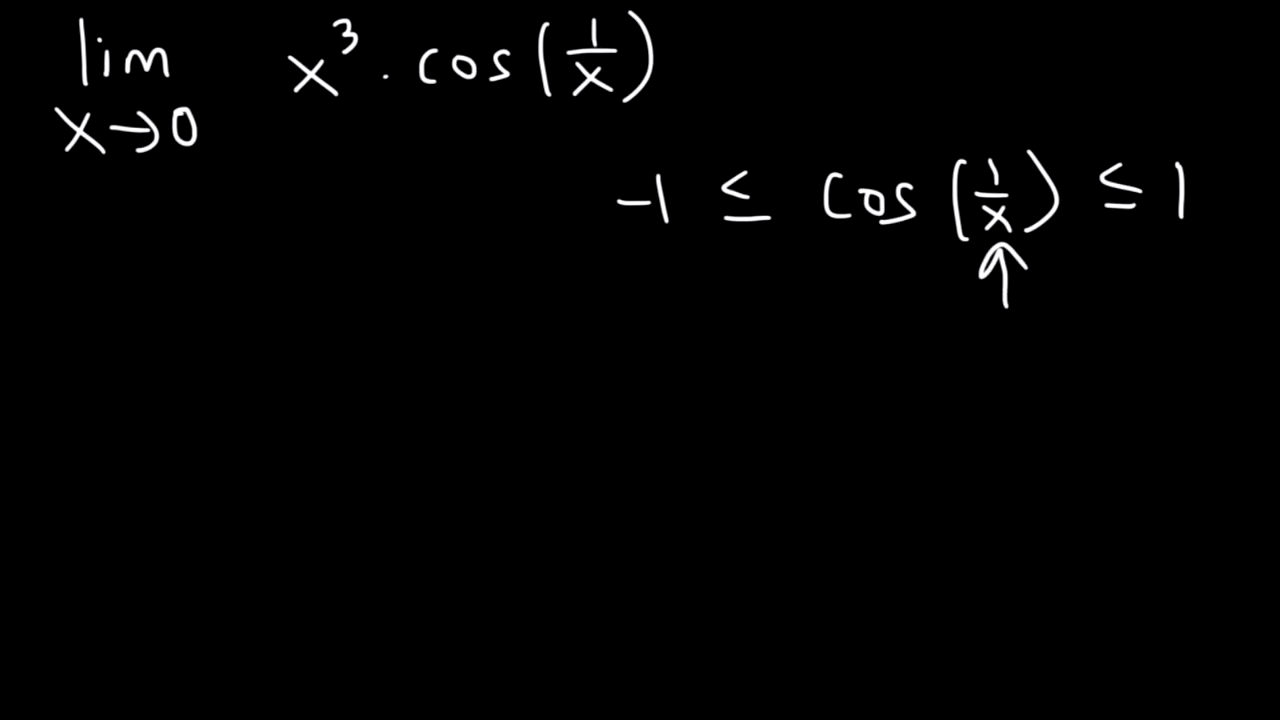 lim x³ · cos(1/x)
x→0
-1 ≤ cos(1/x) ≤ 1